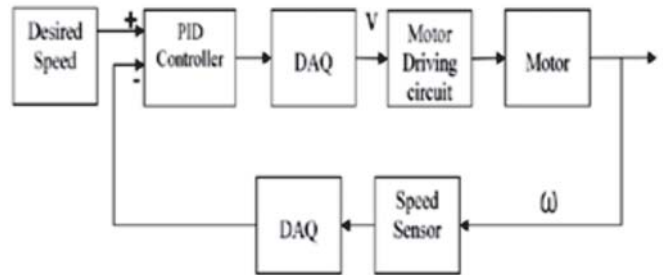 Desired
Speed
+
-
PID
Controller
DAQ
V
Motor
Driving
circuit
Motor
ω
Speed
Sensor
DAQ